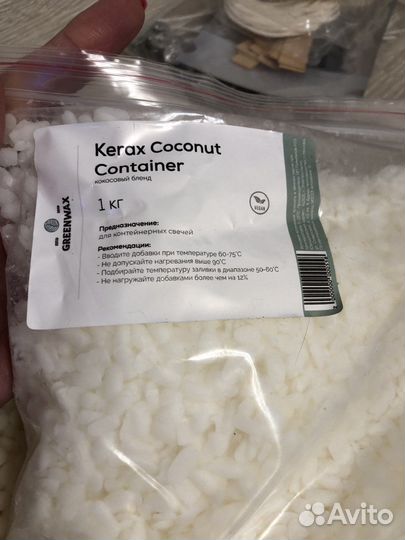 Kerax Coconut
Container
кокосовый бленд
1 кг
VEGAN
GREENWAX
Предназначение:
для контейнерных свечей
Рекомендации:
- Вводите добавки при температуре 60-75°C
- Не допускайте нагревания выше 90°C
- Подбирайте температуру заливки в диапазоне 50-60°C
- Не нагружайте добавками более чем на 12%
Avito